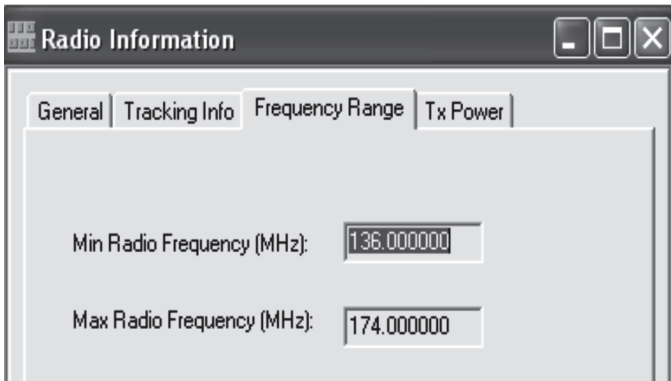 Radio Information
General Tracking Info Frequency Range Tx Power
Min Radio Frequency (MHz): 136.000000
Max Radio Frequency (MHz): 174.000000